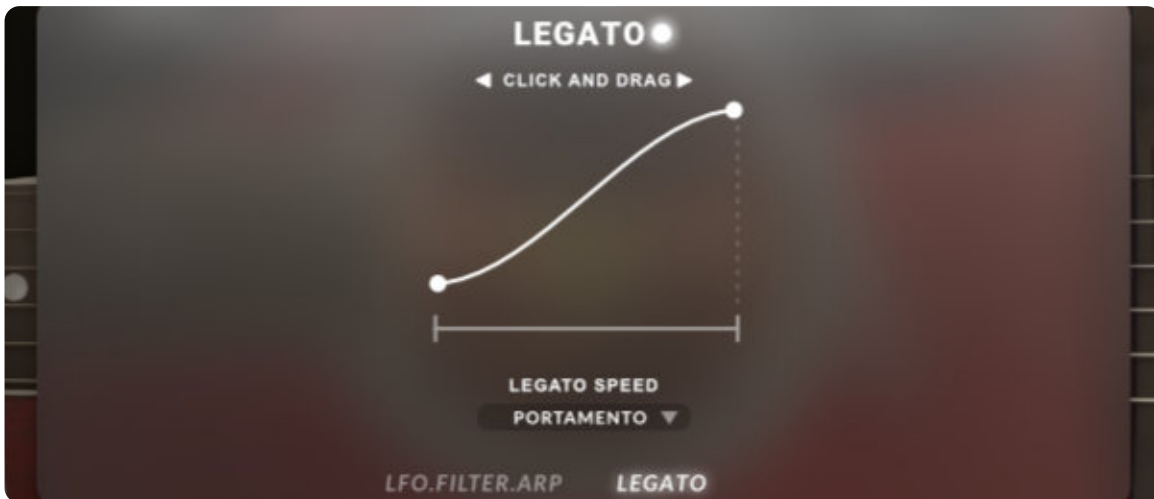 LEGATO
CLICK AND DRAG
LEGATO SPEED
PORTAMENTO
LFO.FILTER.ARP LEGATO